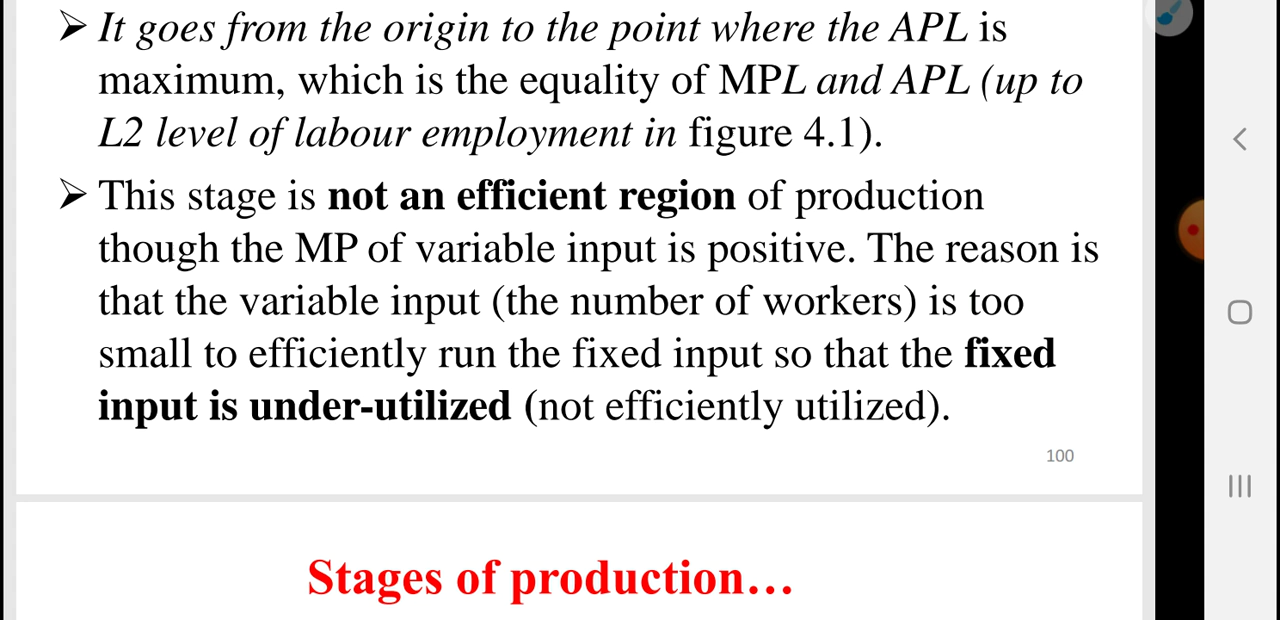 ➢ It goes from the origin to the point where the APL is
maximum, which is the equality of MPL and APL (up to
L2 level of labour employment in figure 4.1).
➢ This stage is not an efficient region of production
though the MP of variable input is positive. The reason is
that the variable input (the number of workers) is too
small to efficiently run the fixed input so that the fixed
input is under-utilized (not efficiently utilized).
100
Stages of production…